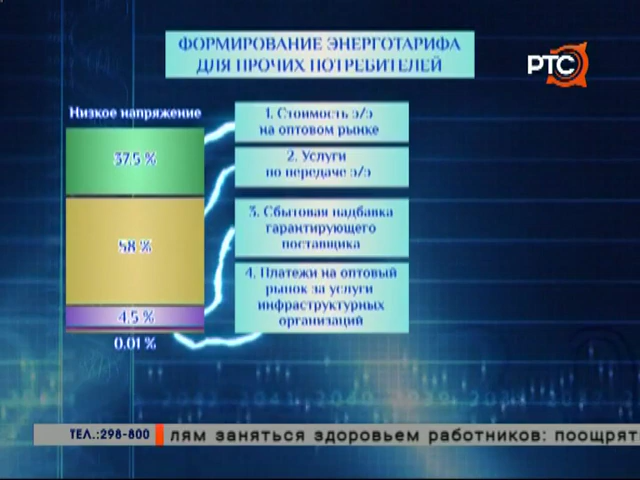 ФОРМИРОВАНИЕ ЭНЕРГОТАРИФА
ДЛЯ ПРОЧИХ ПОТРЕБИТЕЛЕЙ
РТС
Низкое напряжение
37.5 %
58 %
4.5 %
0.01 %
1. Стоимость э/э
на оптовом рынке
2. Услуги
по передаче э/э
3. Сбытовая надбавка
гарантирующего
поставщика
4. Платежи на оптовый
рынок за услуги
инфраструктурных
организаций
ТЕЛ.:298-800
лям заняться здоровьем работников: поощрять